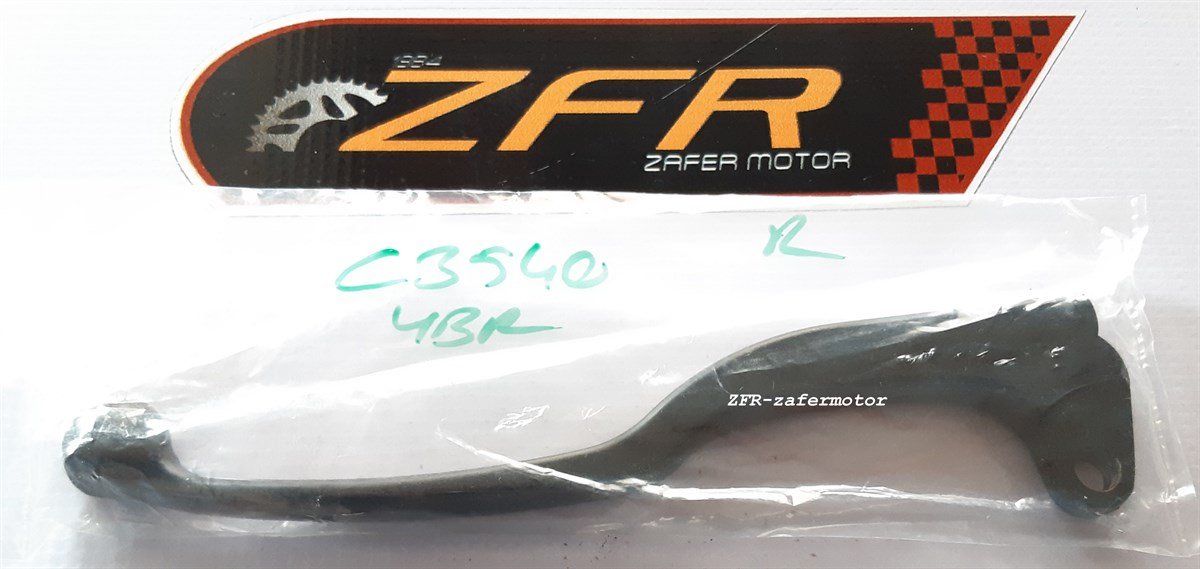 1984
ZFR
ZAFER MOTOR
R
C3540
4BR
ZFR-zafermotor